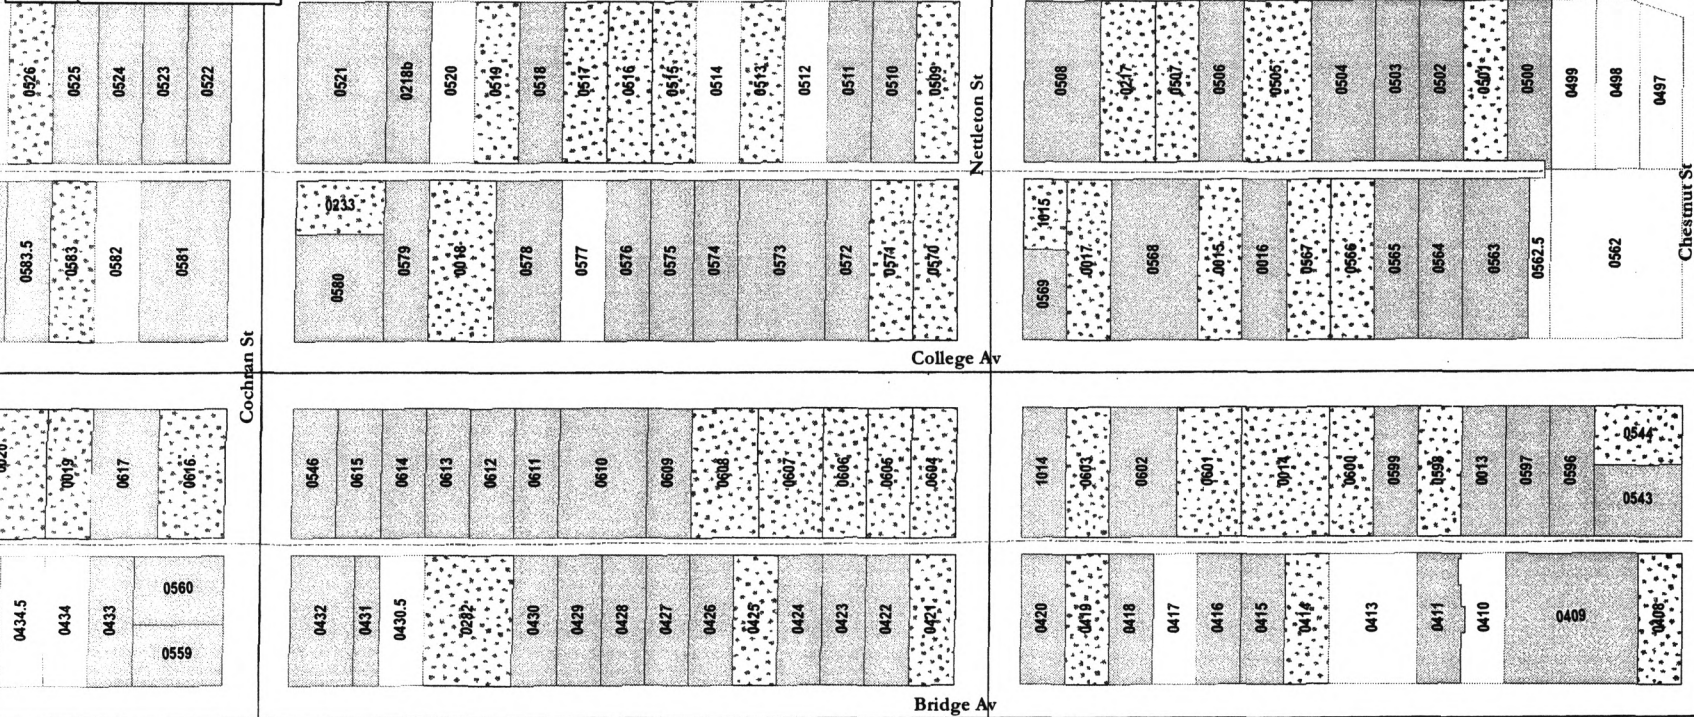 0526 0525 0524 0523 0522
0521 0218b 0520 0519 0518 0517 0516 0515 0514 0513 0512 0511 0510 0509
0508 0217 0507 0506 0505 0504 0503 0502 0501 0500 0499 0498 0497
Nettleton St
Chestnut St
0583.5 0583 0582 0581
0233
0580 0579 0018 0578 0577 0576 0575 0574 0573 0572 0574 0570
1015
0569 0017 0568 0015 0016 0567 0566 0565 0564 0563 0562.5 0562
College Av
Cochran St
0020 0019 0617 0616
0546 0615 0614 0613 0612 0611 0610 0609 0608 0607 0606 0605 0604
1014 0603 0602 0601 0014 0600 0599 0598 0013 0597 0596
0544
0543
0434.5 0434 0433
0560
0559
0432 0431 0430.5 0282 0430 0429 0428 0427 0426 0425 0424 0423 0422 0421
0420 0419 0418 0417 0416 0415 0414 0413 0411 0410 0409 0408
Bridge Av